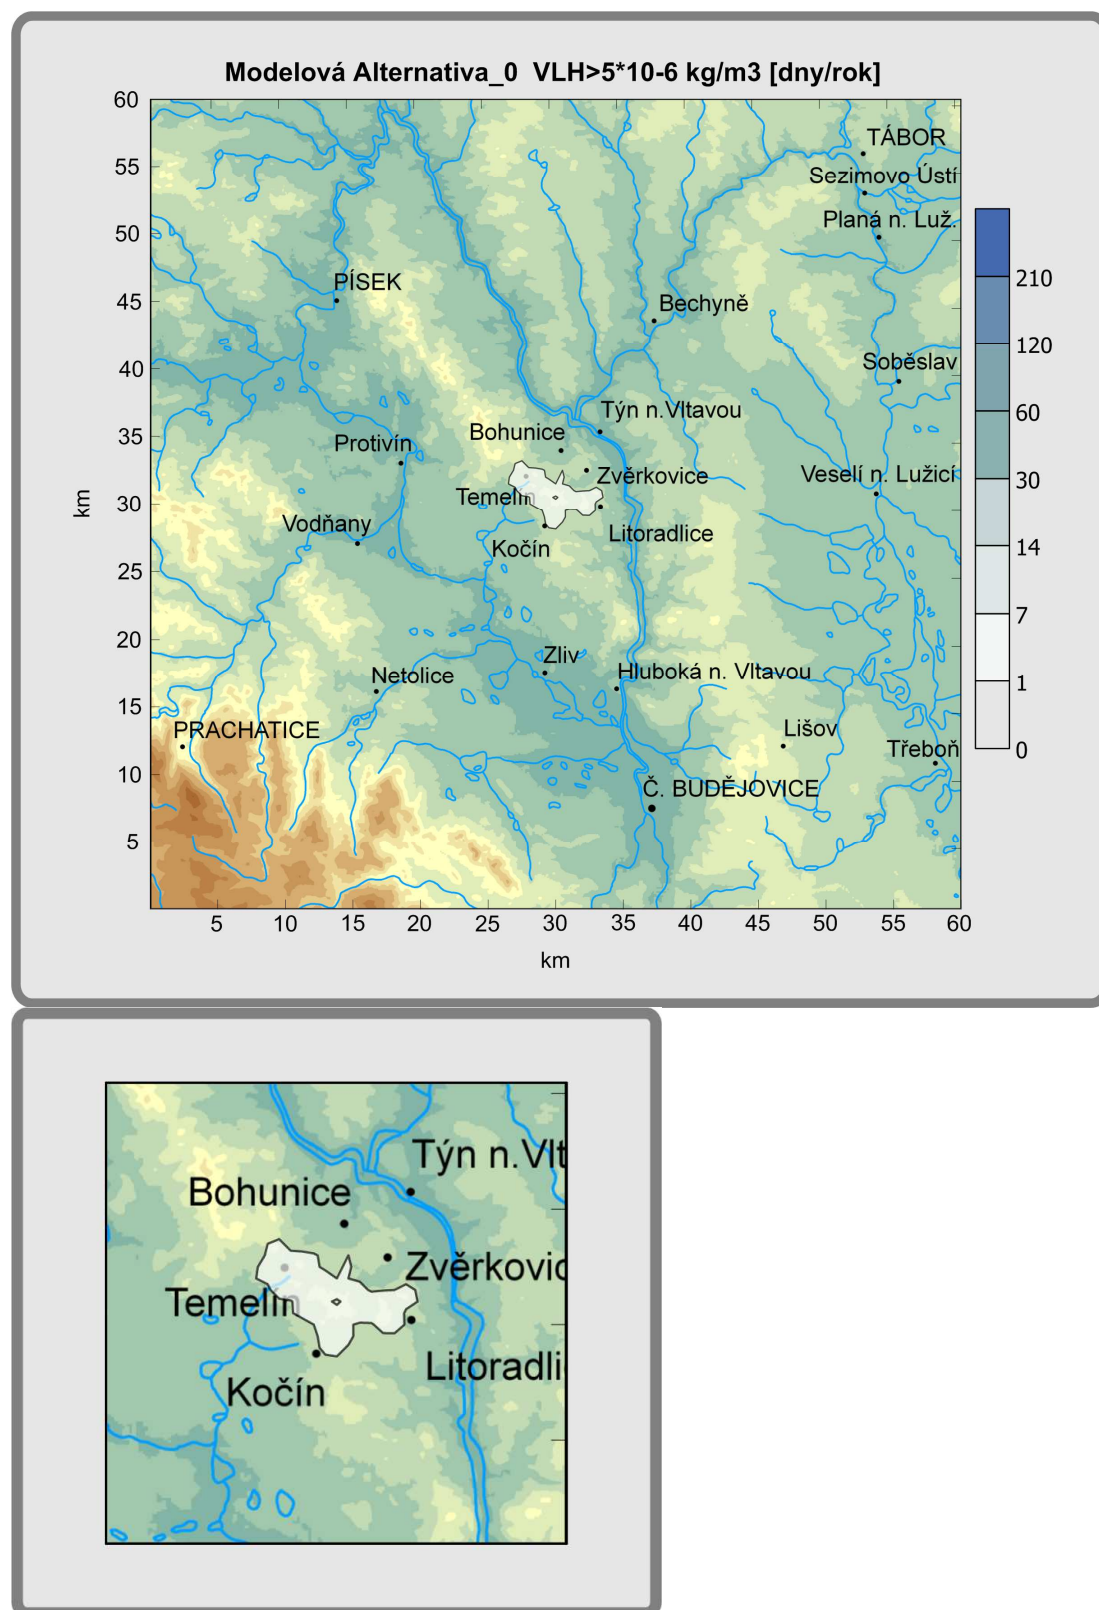 Modelová Alternativa_0 VLH>5*10-6 kg/m3 [dny/rok]
60
55
50
45
40
35
30
25
20
15
10
5
km
TÁBOR
Sezimovo Ústí
Planá n. Luž.
PÍSEK
Bechyně
Soběslav
Týn n.Vltavou
Bohunice
Protivín
Zvěrkovice
Veselí n. Lužicí
Temelín
Vodňany
Litoradlice
Kočín
Zliv
Hluboká n. Vltavou
Netolice
PRACHATICE
Lišov
Třeboň
Č. BUDĚJOVICE
5 10 15 20 25 30 35 40 45 50 55 60
km
210
120
60
30
14
7
1
0
Týn n.Vlt
Bohunice
Zvěrkovic
Temelín
Litoradli
Kočín